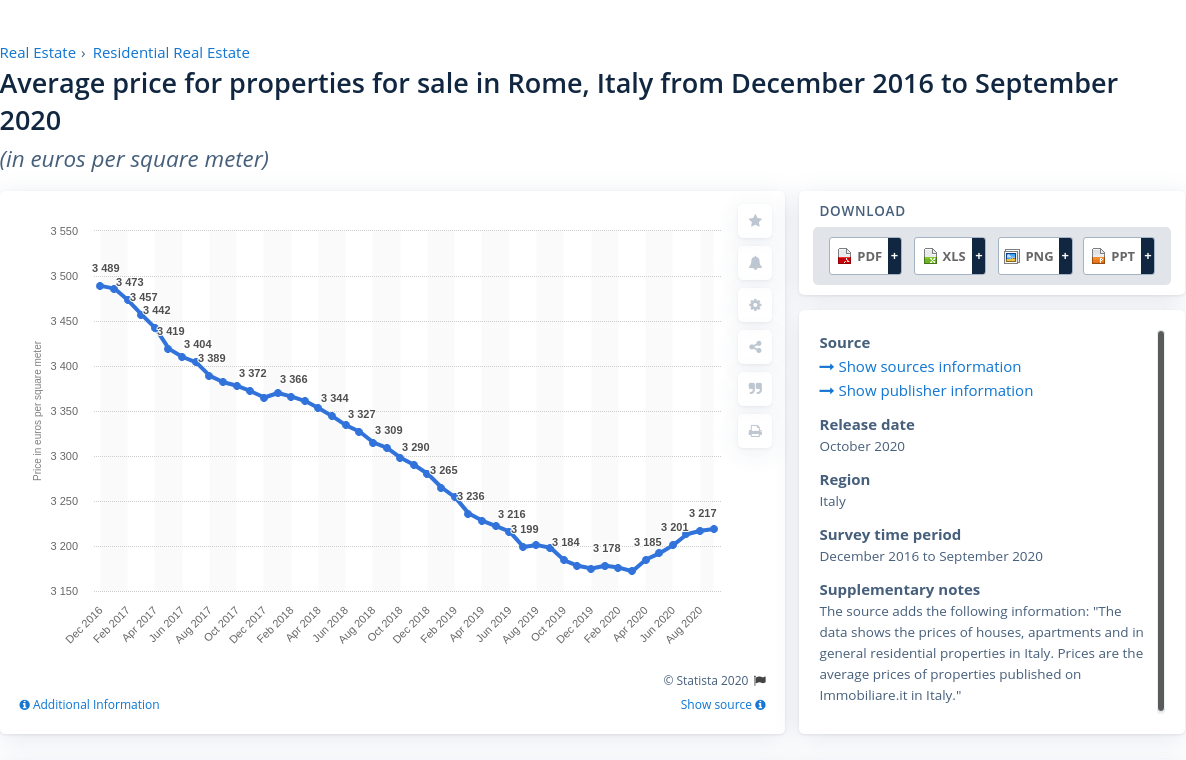 Real Estate › Residential Real Estate
Average price for properties for sale in Rome, Italy from December 2016 to September
2020
(in euros per square meter)
Price in euros per square meter
3 550
3 500
3 450
3 400
3 350
3 300
3 250
3 200
3 150
3 489
3 473
3 457
3 442
3 419
3 404
3 389
3 372
3 366
3 344
3 327
3 309
3 290
3 265
3 236
3 216
3 199
3 184
3 178
3 185
3 201
3 217
Dec 2016
Feb 2017
Apr 2017
Jun 2017
Aug 2017
Oct 2017
Dec 2017
Feb 2018
Apr 2018
Jun 2018
Aug 2018
Oct 2018
Dec 2018
Feb 2019
Apr 2019
Jun 2019
Aug 2019
Oct 2019
Dec 2019
Feb 2020
Apr 2020
Jun 2020
Aug 2020
© Statista 2020
Additional Information
Show source
DOWNLOAD
PDF +
XLS +
PNG +
PPT +
Source
Show sources information
Show publisher information
Release date
October 2020
Region
Italy
Survey time period
December 2016 to September 2020
Supplementary notes
The source adds the following information: "The
data shows the prices of houses, apartments and in
general residential properties in Italy. Prices are the
average prices of properties published on
Immobiliare.it in Italy."